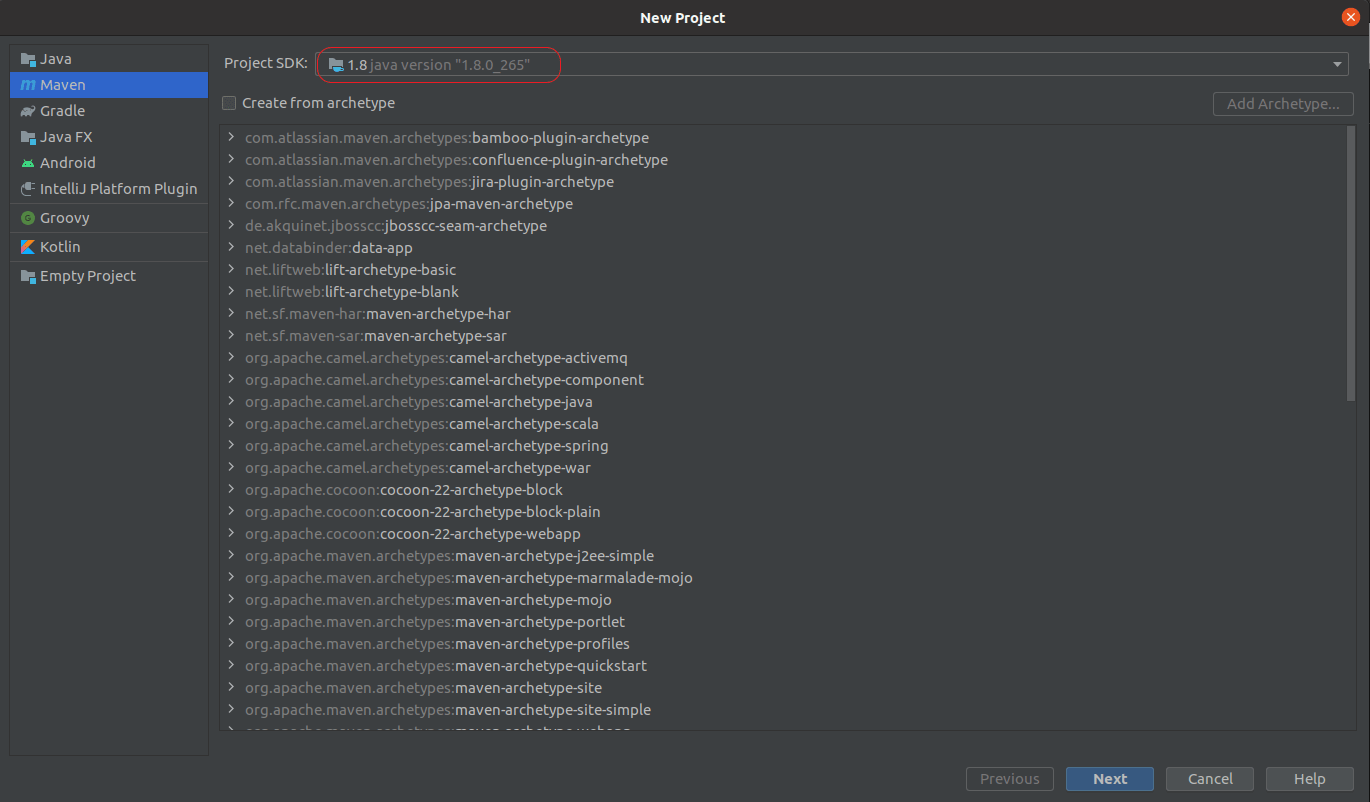 New Project
Java
Maven
Gradle
Java FX
Android
IntelliJ Platform Plugin
Groovy
Kotlin
Empty Project
Project SDK: 1.8 java version "1.8.0_265"
Create from archetype
Add Archetype...
com.atlassian.maven.archetypes:bamboo-plugin-archetype
com.atlassian.maven.archetypes:confluence-plugin-archetype
com.atlassian.maven.archetypes:jira-plugin-archetype
com.rfc.maven.archetypes:jpa-maven-archetype
de.akquinet.jbosscc:jbosscc-seam-archetype
net.databinder:data-app
net.liftweb:lift-archetype-basic
net.liftweb:lift-archetype-blank
net.sf.maven-har:maven-archetype-har
net.sf.maven-sar:maven-archetype-sar
org.apache.camel.archetypes:camel-archetype-activemq
org.apache.camel.archetypes:camel-archetype-component
org.apache.camel.archetypes:camel-archetype-java
org.apache.camel.archetypes:camel-archetype-scala
org.apache.camel.archetypes:camel-archetype-spring
org.apache.camel.archetypes:camel-archetype-war
org.apache.cocoon:cocoon-22-archetype-block
org.apache.cocoon:cocoon-22-archetype-block-plain
org.apache.cocoon:cocoon-22-archetype-webapp
org.apache.maven.archetypes:maven-archetype-j2ee-simple
org.apache.maven.archetypes:maven-archetype-marmalade-mojo
org.apache.maven.archetypes:maven-archetype-mojo
org.apache.maven.archetypes:maven-archetype-portlet
org.apache.maven.archetypes:maven-archetype-profiles
org.apache.maven.archetypes:maven-archetype-quickstart
org.apache.maven.archetypes:maven-archetype-site
org.apache.maven.archetypes:maven-archetype-site-simple
Previous
Next
Cancel
Help